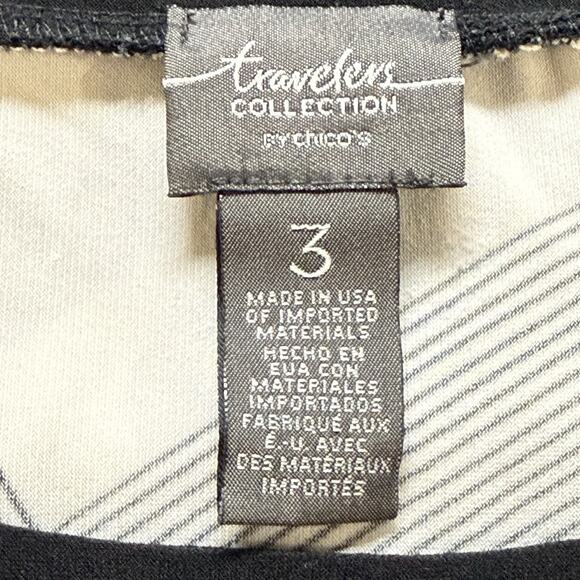 travelers
COLLECTION
BY chico's
3
MADE IN USA
OF IMPORTED
MATERIALS
HECHO EN
EUA CON
MATERIALES
IMPORTADOS
FABRIQUÉ AUX
É.-U. AVEC
DES MATÉRIAUX
IMPORTÉS